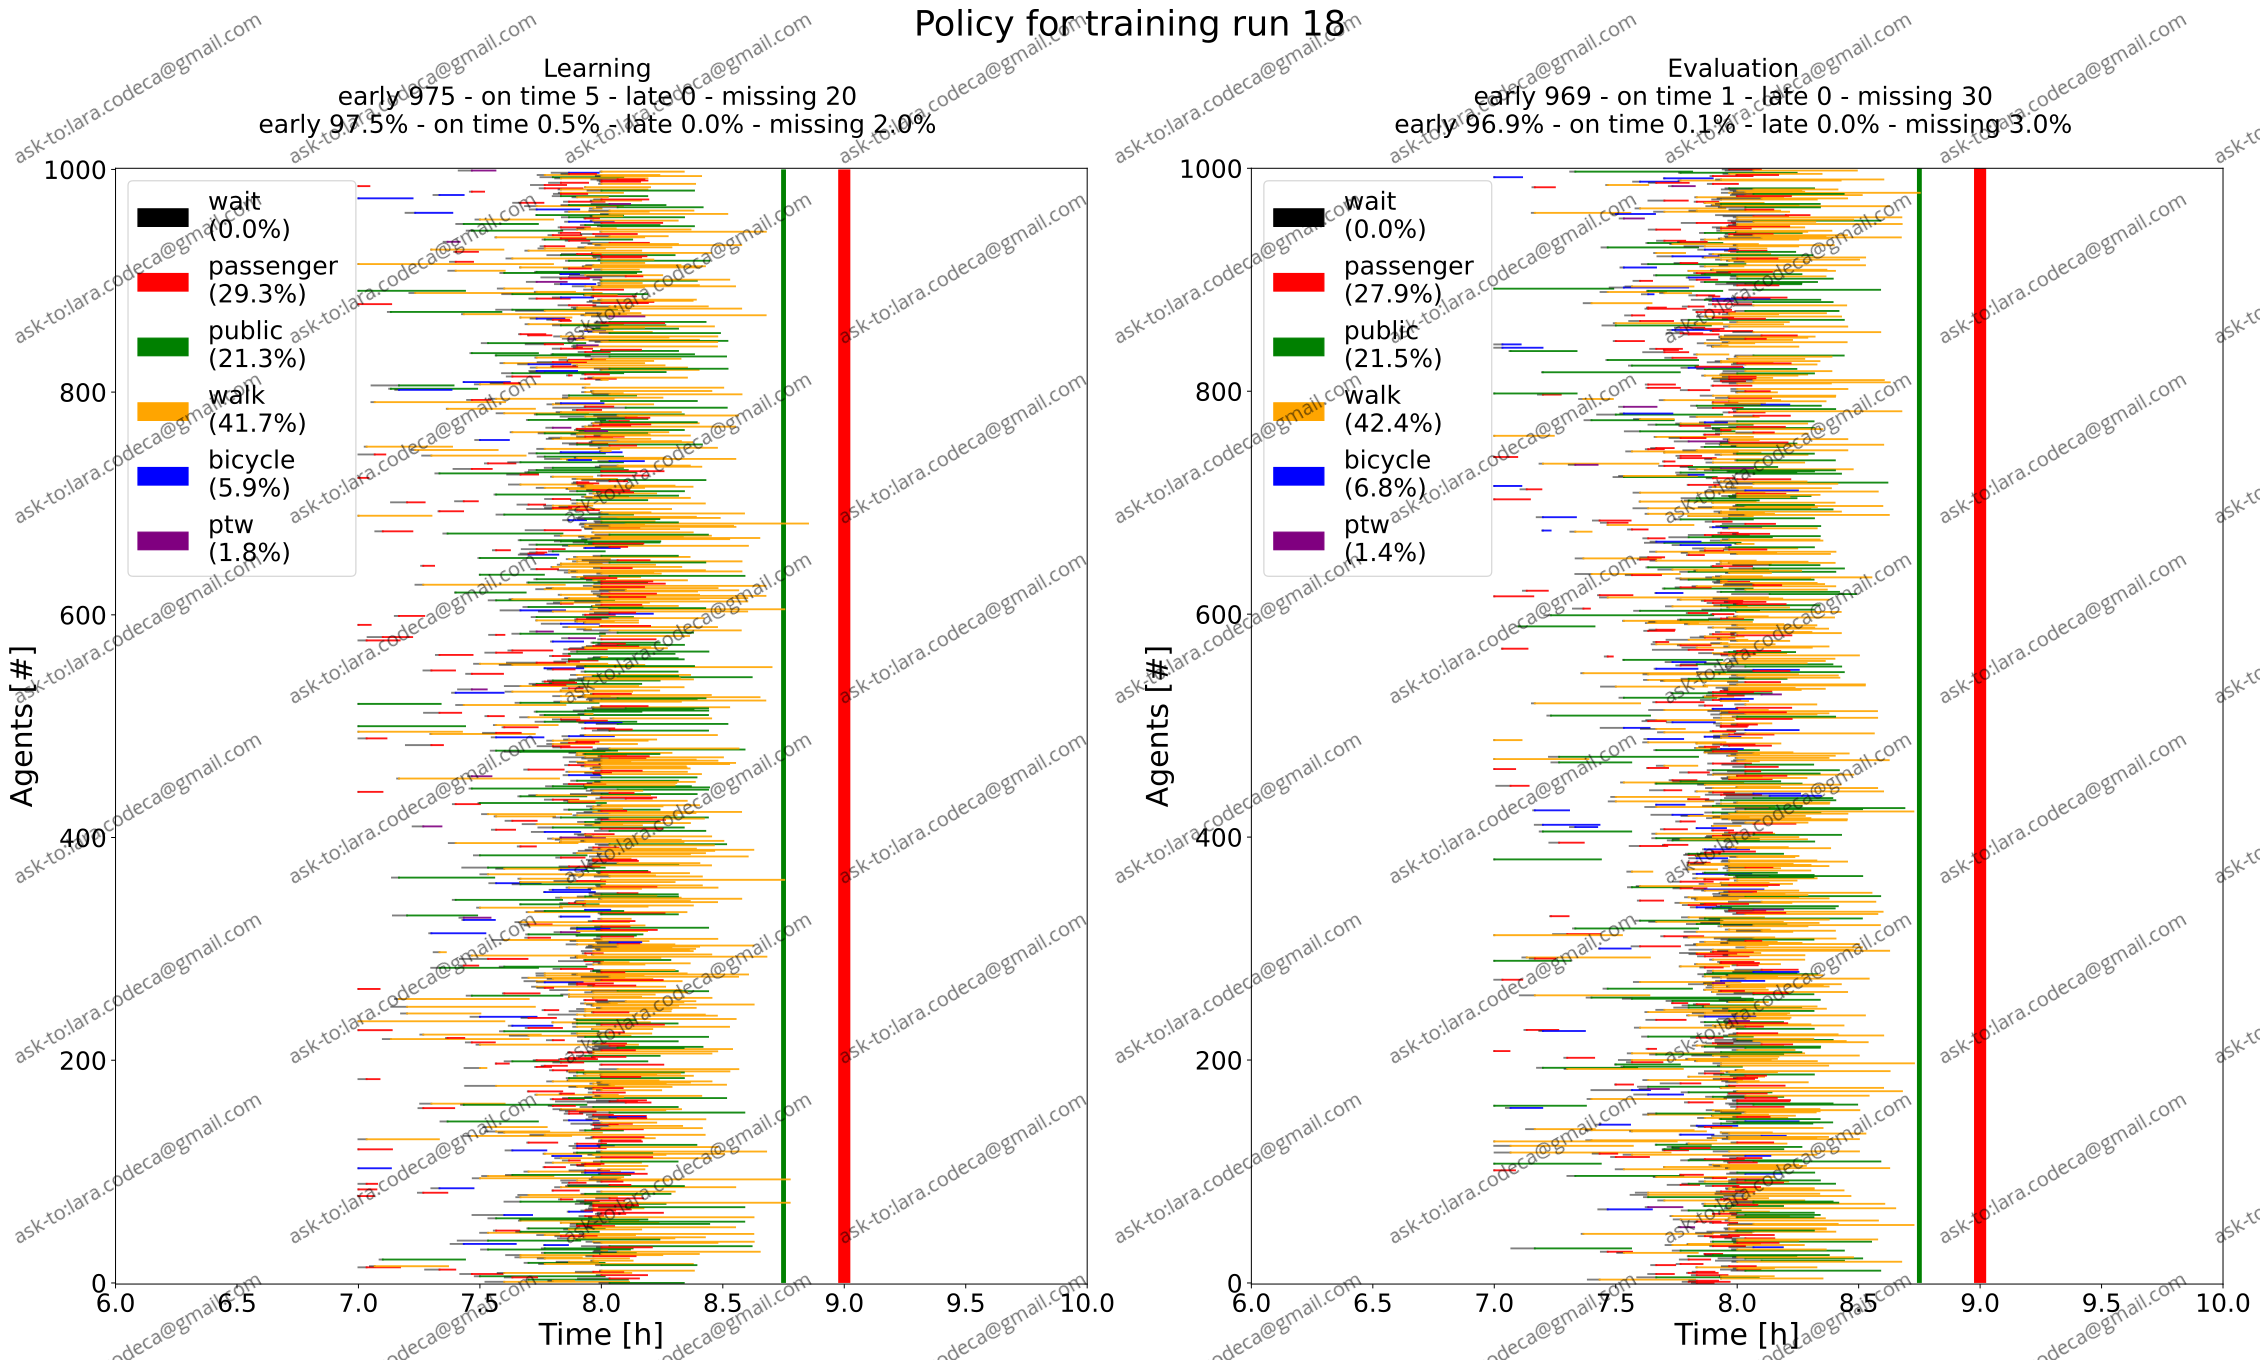 Policy for training run 18
Learning
early 975 - on time 5 - late 0 - missing 20
early 97.5% - on time 0.5% - late 0.0% - missing 2.0%
1000
800
600
400
200
0
Agents [#]
wait
(0.0%)
passenger
(29.3%)
public
(21.3%)
walk
(41.7%)
bicycle
(5.9%)
ptw
(1.8%)
6.0 6.5 7.0 7.5 8.0 8.5 9.0 9.5 10.0
Time [h]
Evaluation
early 969 - on time 1 - late 0 - missing 30
early 96.9% - on time 0.1% - late 0.0% - missing 3.0%
1000
800
600
400
200
0
Agents [#]
wait
(0.0%)
passenger
(27.9%)
public
(21.5%)
walk
(42.4%)
bicycle
(6.8%)
ptw
(1.4%)
6.0 6.5 7.0 7.5 8.0 8.5 9.0 9.5 10.0
Time [h]
ask-to:lara.codeca@gmail.com